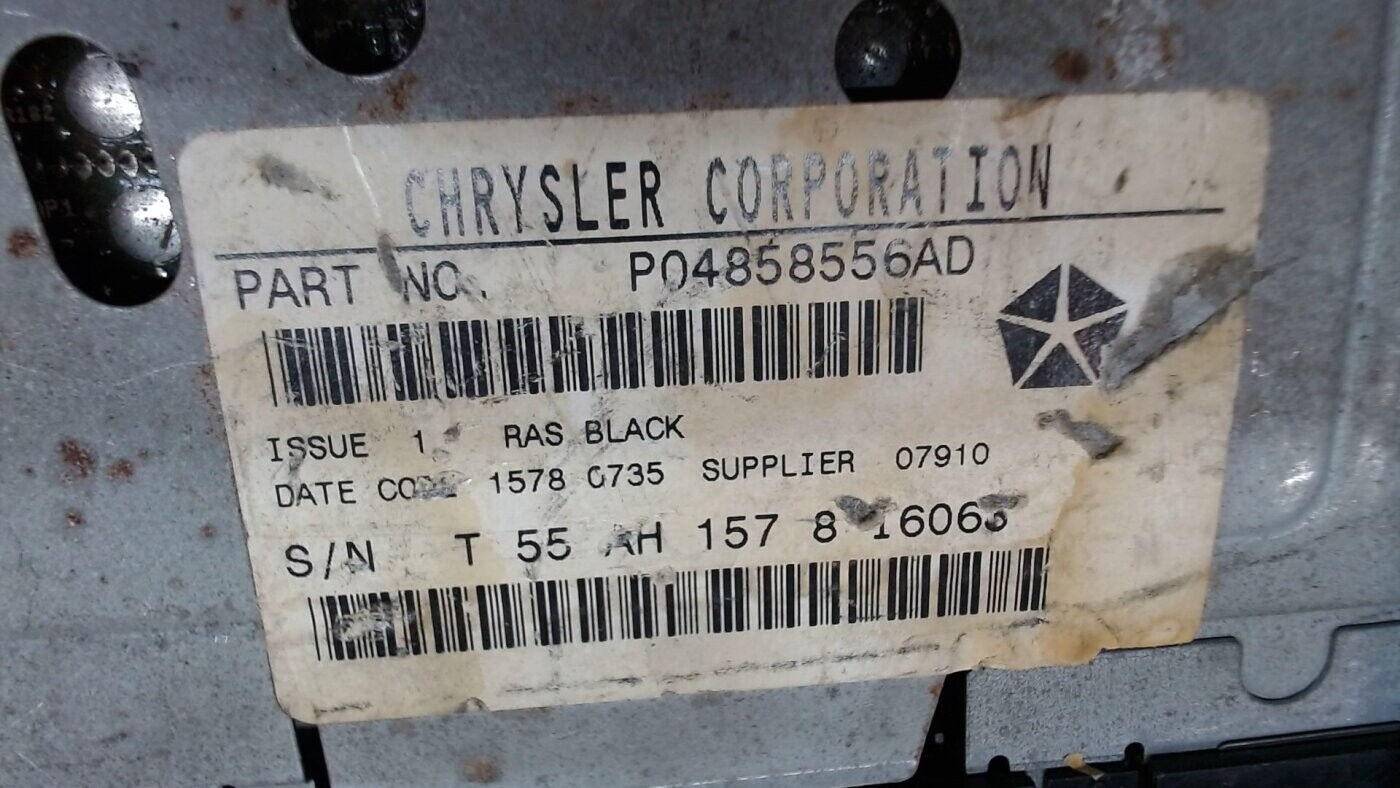 CHRYSLER CORPORATION
PART NO. P04858556AD
ISSUE 1 RAS BLACK
DATE CODE 1578 0735 SUPPLIER 07910
S/N T 55 AH 157 8 16063